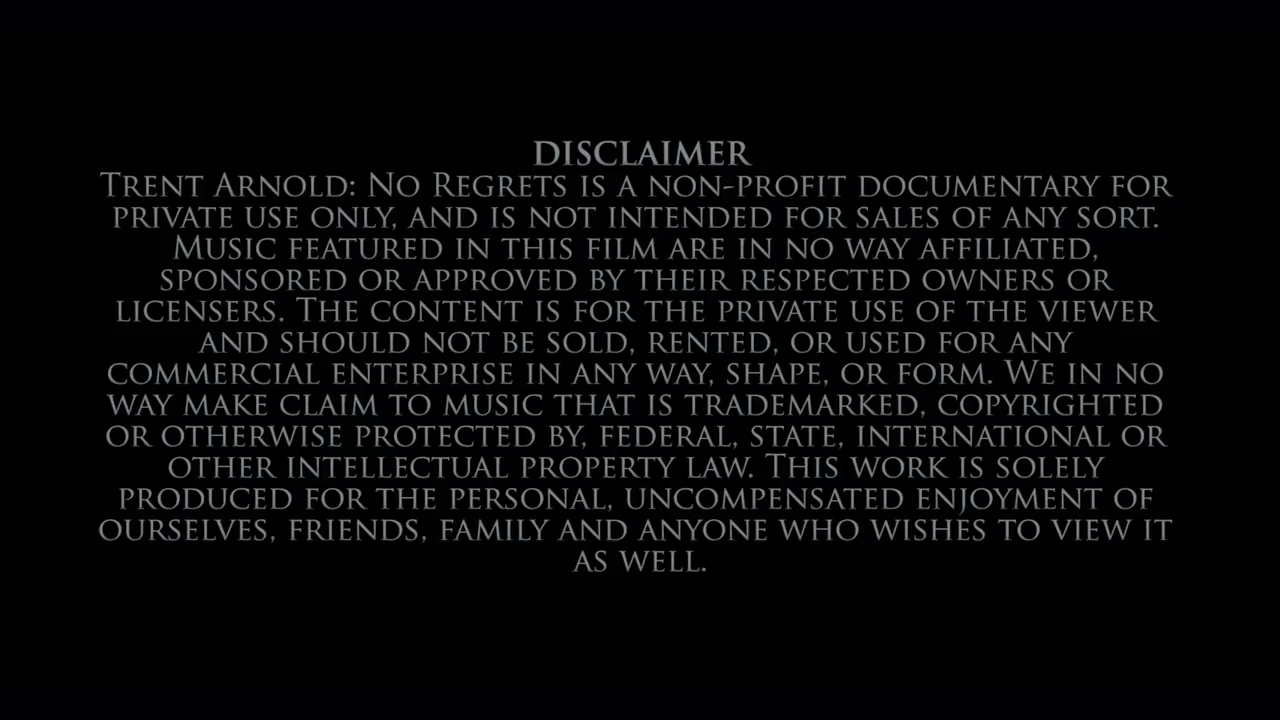 DISCLAIMER
TRENT ARNOLD: NO REGRETS IS A NON-PROFIT DOCUMENTARY FOR
PRIVATE USE ONLY, AND IS NOT INTENDED FOR SALES OF ANY SORT.
MUSIC FEATURED IN THIS FILM ARE IN NO WAY AFFILIATED,
SPONSORED OR APPROVED BY THEIR RESPECTED OWNERS OR
LICENSERS. THE CONTENT IS FOR THE PRIVATE USE OF THE VIEWER
AND SHOULD NOT BE SOLD, RENTED, OR USED FOR ANY
COMMERCIAL ENTERPRISE IN ANY WAY, SHAPE, OR FORM. WE IN NO
WAY MAKE CLAIM TO MUSIC THAT IS TRADEMARKED, COPYRIGHTED
OR OTHERWISE PROTECTED BY, FEDERAL, STATE, INTERNATIONAL OR
OTHER INTELLECTUAL PROPERTY LAW. THIS WORK IS SOLELY
PRODUCED FOR THE PERSONAL, UNCOMPENSATED ENJOYMENT OF
OURSELVES, FRIENDS, FAMILY AND ANYONE WHO WISHES TO VIEW IT
AS WELL.